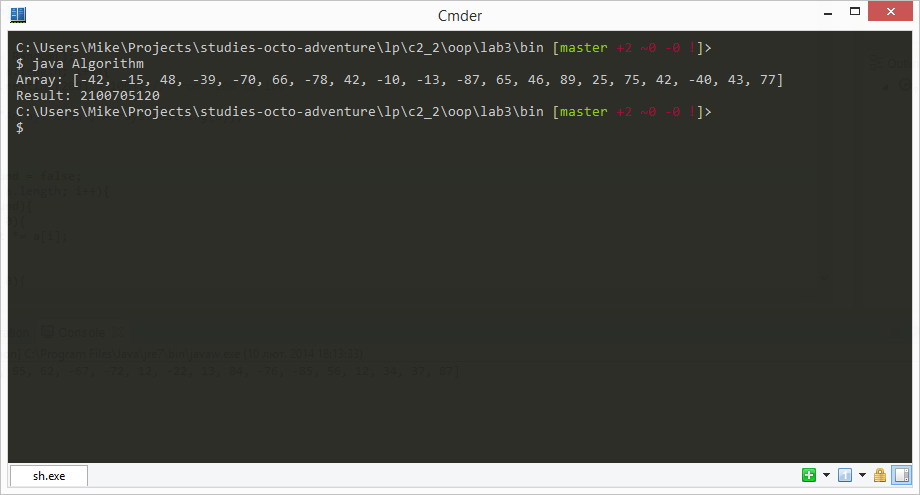 Cmder
C:\Users\Mike\Projects\studies-octo-adventure\lp\c2_2\oop\lab3\bin [master +2 ~0 -0 !]>
$ java Algorithm
Array: [-42, -15, 48, -39, -70, 66, -78, 42, -10, -13, -87, 65, 46, 89, 25, 75, 42, -40, 43, 77]
Result: 2100705120
C:\Users\Mike\Projects\studies-octo-adventure\lp\c2_2\oop\lab3\bin [master +2 ~0 -0 !]>
$
= false;
Console
sh.exe